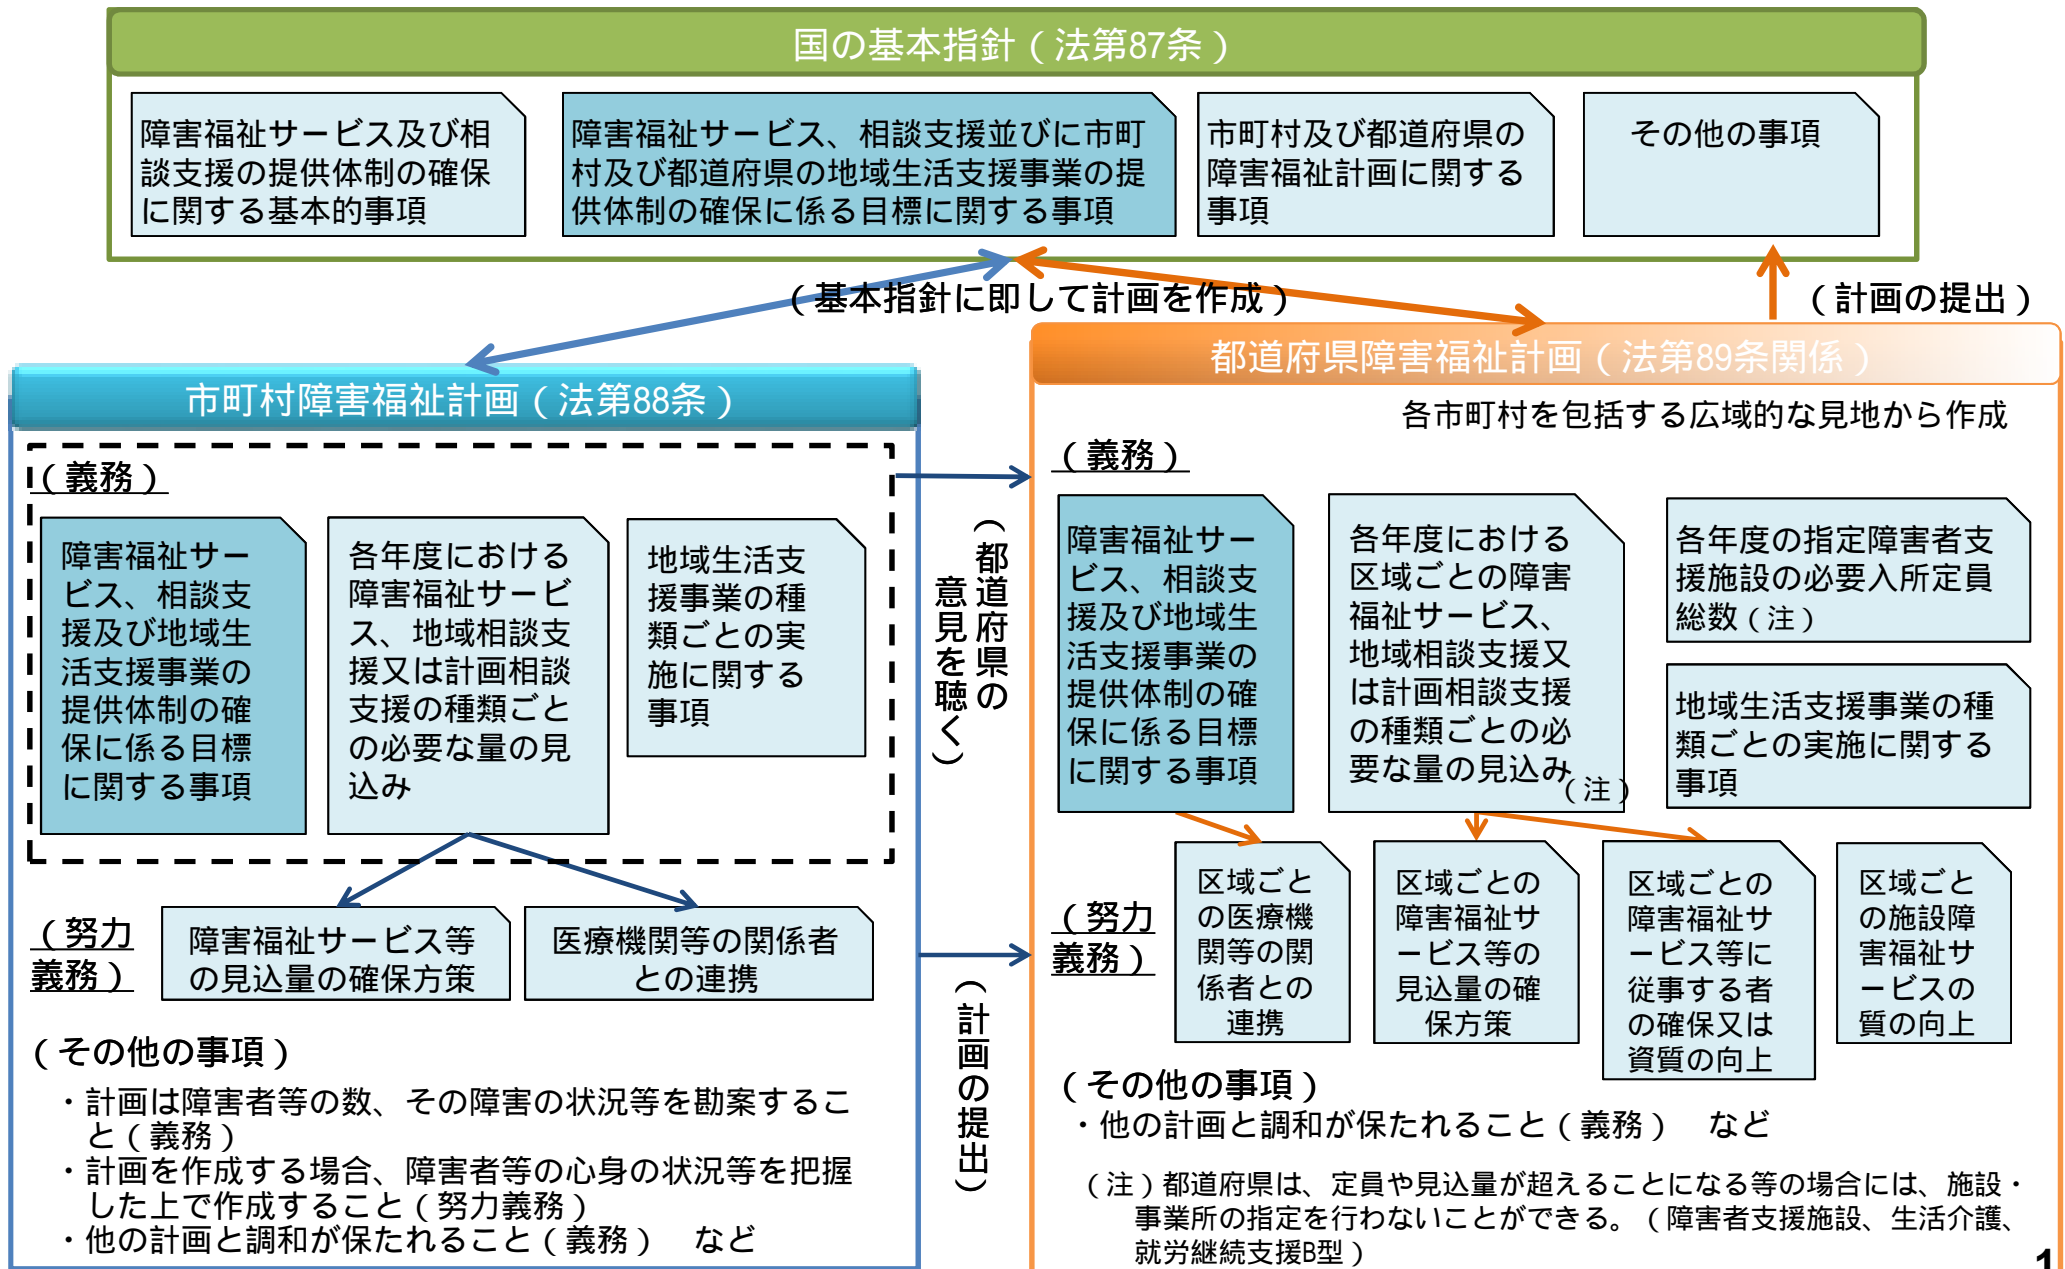 国の基本指針（法第87条）
障害福祉サービス及び相
談支援の提供体制の確保
に関する基本的事項
障害福祉サービス、相談支援並びに市町
村及び都道府県の地域生活支援事業の提
供体制の確保に係る目標に関する事項
市町村及び都道府県の
障害福祉計画に関する
事項
その他の事項
（基本指針に即して計画を作成）
（計画の提出）
市町村障害福祉計画（法第88条）
（義務）
障害福祉サー
ビス、相談支
援及び地域生
活支援事業の
提供体制の確
保に係る目標
に関する事項
各年度における
障害福祉サービ
ス、地域相談支
援又は計画相談
支援の種類ごと
の必要な量の見
込み
地域生活支
援事業の種
類ごとの実
施に関する
事項
（努力
義務）
障害福祉サービス等
の見込量の確保方策
医療機関等の関係者
との連携
（その他の事項）
・計画は障害者等の数、その障害の状況等を勘案するこ
と（義務）
・計画を作成する場合、障害者等の心身の状況等を把握
した上で作成すること（努力義務）
・他の計画と調和が保たれること（義務）　など
（都道府県の
意見を聴く）
（計画の提出）
都道府県障害福祉計画（法第89条関係）
各市町村を包括する広域的な見地から作成
（義務）
障害福祉サー
ビス、相談支
援及び地域生
活支援事業の
提供体制の確
保に係る目標
に関する事項
各年度における
区域ごとの障害
福祉サービス、
地域相談支援又
は計画相談支援
の種類ごとの必
要な量の見込み
（注）
各年度の指定障害者支
援施設の必要入所定員
総数（注）
地域生活支援事業の種
類ごとの実施に関する
事項
（努力
義務）
区域ごと
の医療機
関等の関
係者との
連携
区域ごとの
障害福祉サ
ービス等の
見込量の確
保方策
区域ごとの
障害福祉サ
ービス等に
従事する者
の確保又は
資質の向上
区域ごと
の施設障
害福祉サ
ービスの
質の向上
（その他の事項）
・他の計画と調和が保たれること（義務）　など
（注）都道府県は、定員や見込量が超えることになる等の場合には、施設・
事業所の指定を行わないことができる。（障害者支援施設、生活介護、
就労継続支援B型）
1